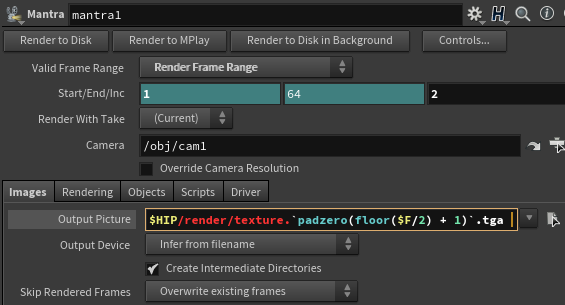 Mantra mantra1
Render to Disk Render to MPlay Render to Disk in Background Controls...
Valid Frame Range Render Frame Range
Start/End/Inc 1 64 2
Render With Take (Current)
Camera /obj/cam1
Override Camera Resolution
Images Rendering Objects Scripts Driver
Output Picture $HIP/render/texture.`padzero(floor($F/2) + 1)`.tga
Output Device Infer from filename
Create Intermediate Directories
Skip Rendered Frames Overwrite existing frames